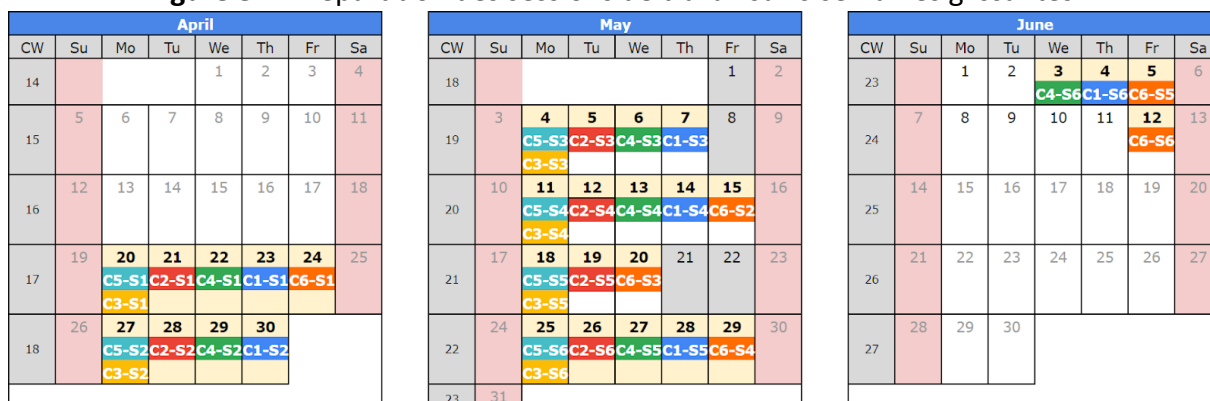 April
CW Su Mo Tu We Th Fr Sa
14 1 2 3 4
15 5 6 7 8 9 10 11
16 12 13 14 15 16 17 18
17 19 20 21 22 23 24 25
C5-S1 C2-S1 C4-S1 C1-S1 C6-S1
C3-S1
18 26 27 28 29 30
C5-S2 C2-S2 C4-S2 C1-S2
C3-S2
May
CW Su Mo Tu We Th Fr Sa
18 1 2
19 3 4 5 6 7 8 9
C5-S3 C2-S3 C4-S3 C1-S3
C3-S3
20 10 11 12 13 14 15 16
C5-S4 C2-S4 C4-S4 C1-S4 C6-S2
C3-S4
21 17 18 19 20 21 22 23
C5-S5 C2-S5 C6-S3
C3-S5
22 24 25 26 27 28 29 30
C5-S6 C2-S6 C4-S5 C1-S5 C6-S4
C3-S6
23 31
June
CW Su Mo Tu We Th Fr Sa
23 1 2 3 4 5 6
C4-S6 C1-S6 C6-S5
24 7 8 9 10 11 12 13
C6-S6
25 14 15 16 17 18 19 20
26 21 22 23 24 25 26 27
27 28 29 30